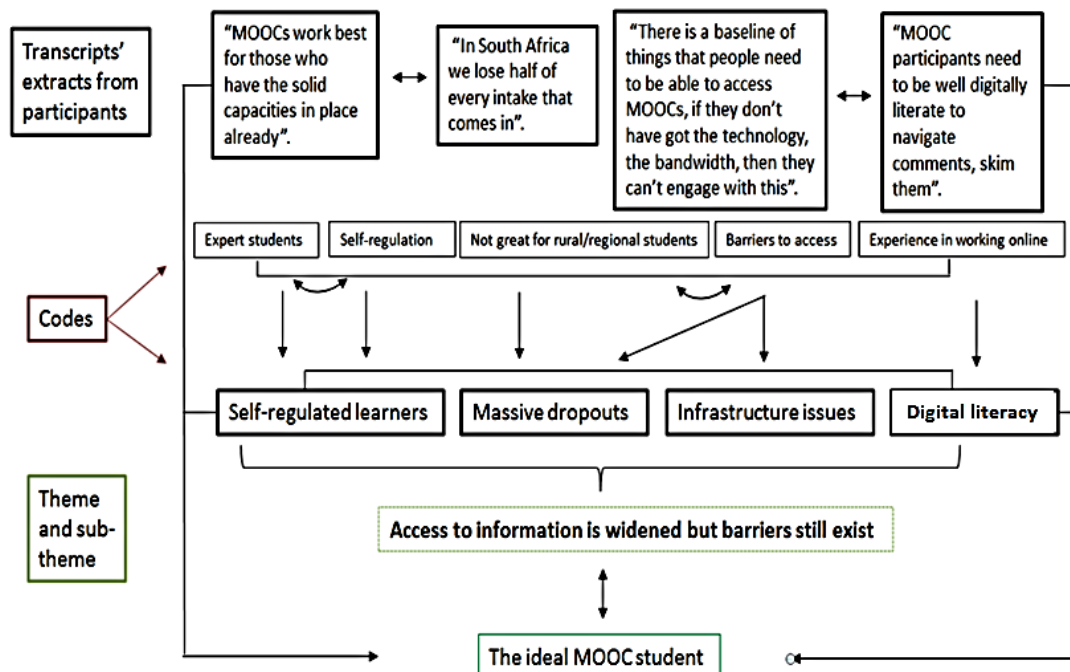 Transcripts’
extracts from
participants
“MOOCs work best
for those who
have the solid
capacities in place
already”.
“In South Africa
we lose half of
every intake that
comes in”.
“There is a baseline of
things that people need
to be able to access
MOOCs, if they don’t
have got the technology,
the bandwidth, then they
can’t engage with this”.
“MOOC
participants need
to be well digitally
literate to
navigate
comments, skim
them”.
Expert students
Self-regulation
Not great for rural/regional students
Barriers to access
Experience in working online
Codes
Self-regulated learners
Massive dropouts
Infrastructure issues
Digital literacy
Theme
and sub-
theme
Access to information is widened but barriers still exist
The ideal MOOC student